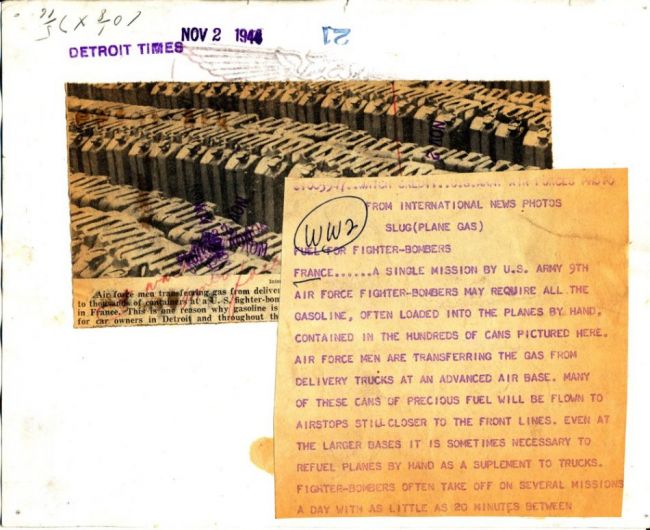 DETROIT TIMES
NOV 2 1944
21
NOV 2
Air force men transferring gas from deliver
to thousands of containers at a U. S. fighter-bom
in France. This is one reason why gasoline is
for car owners in Detroit and throughout th
FROM INTERNATIONAL NEWS PHOTOS
SLUG(PLANE GAS)
WW2
FUEL FOR FIGHTER-BOMBERS
FRANCE......A SINGLE MISSION BY U.S. ARMY 9TH
AIR FORCE FIGHTER-BOMBERS MAY REQUIRE ALL THE
GASOLINE, OFTEN LOADED INTO THE PLANES BY HAND,
CONTAINED IN THE HUNDREDS OF CANS PICTURED HERE.
AIR FORCE MEN ARE TRANSFERRING THE GAS FROM
DELIVERY TRUCKS AT AN ADVANCED AIR BASE. MANY
OF THESE CANS OF PRECIOUS FUEL WILL BE FLOWN TO
AIRSTOPS STILL CLOSER TO THE FRONT LINES. EVEN AT
THE LARGER BASES IT IS SOMETIMES NECESSARY TO
REFUEL PLANES BY HAND AS A SUPLEMENT TO TRUCKS.
FIGHTER-BOMBERS OFTEN TAKE OFF ON SEVERAL MISSIONS
A DAY WITH AS LITTLE AS 20 MINUTES BETWEEN